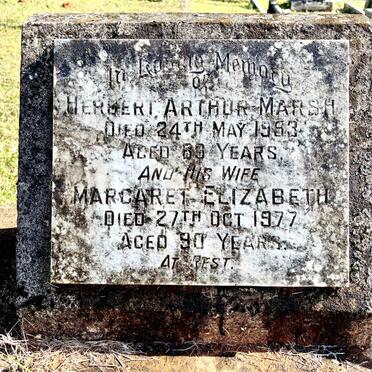 In Loving Memory
of
HERBERT ARTHUR MARSH
DIED 24TH MAY 1953
AGED 69 YEARS.
AND HIS WIFE
MARGARET ELIZABETH
DIED 27TH OCT 1977
AGED 90 YEARS.
AT REST.